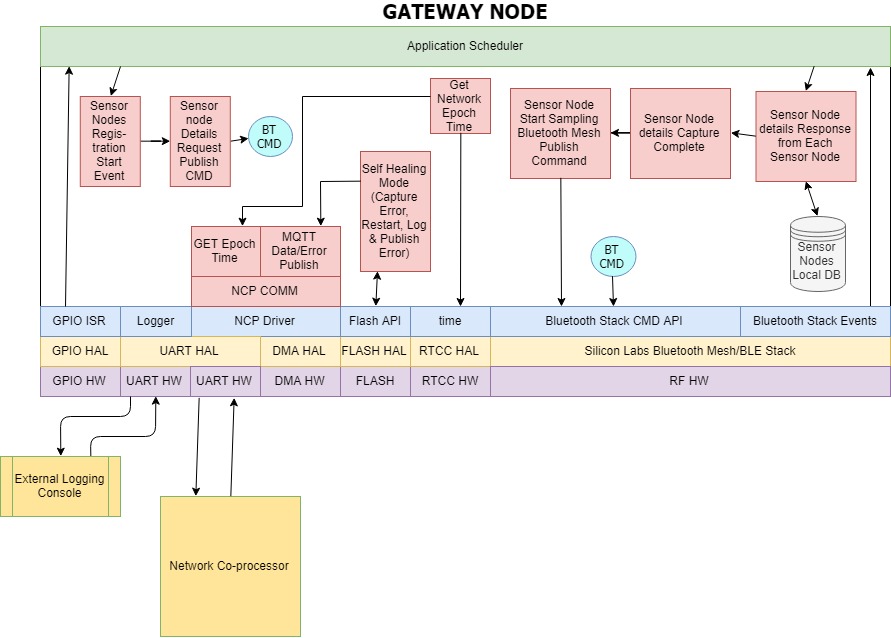 GATEWAY NODE
Application Scheduler
Sensor
Nodes
Regis-
tration
Start
Event
Sensor
node
Details
Request
Publish
CMD
BT
CMD
Get
Network
Epoch
Time
Sensor Node
Start Sampling
Bluetooth Mesh
Publish
Command
Sensor Node
details Capture
Complete
Sensor Node
details Response
from Each
Sensor Node
Self Healing
Mode
(Capture
Error,
Restart, Log
& Publish
Error)
GET Epoch
Time
MQTT
Data/Error
Publish
NCP COMM
BT
CMD
Sensor
Nodes
Local DB
GPIO ISR
Logger
NCP Driver
Flash API
time
Bluetooth Stack CMD API
Bluetooth Stack Events
GPIO HAL
UART HAL
DMA HAL
FLASH HAL
RTCC HAL
Silicon Labs Bluetooth Mesh/BLE Stack
GPIO HW
UART HW
UART HW
DMA HW
FLASH
RTCC HW
RF HW
External Logging
Console
Network Co-processor